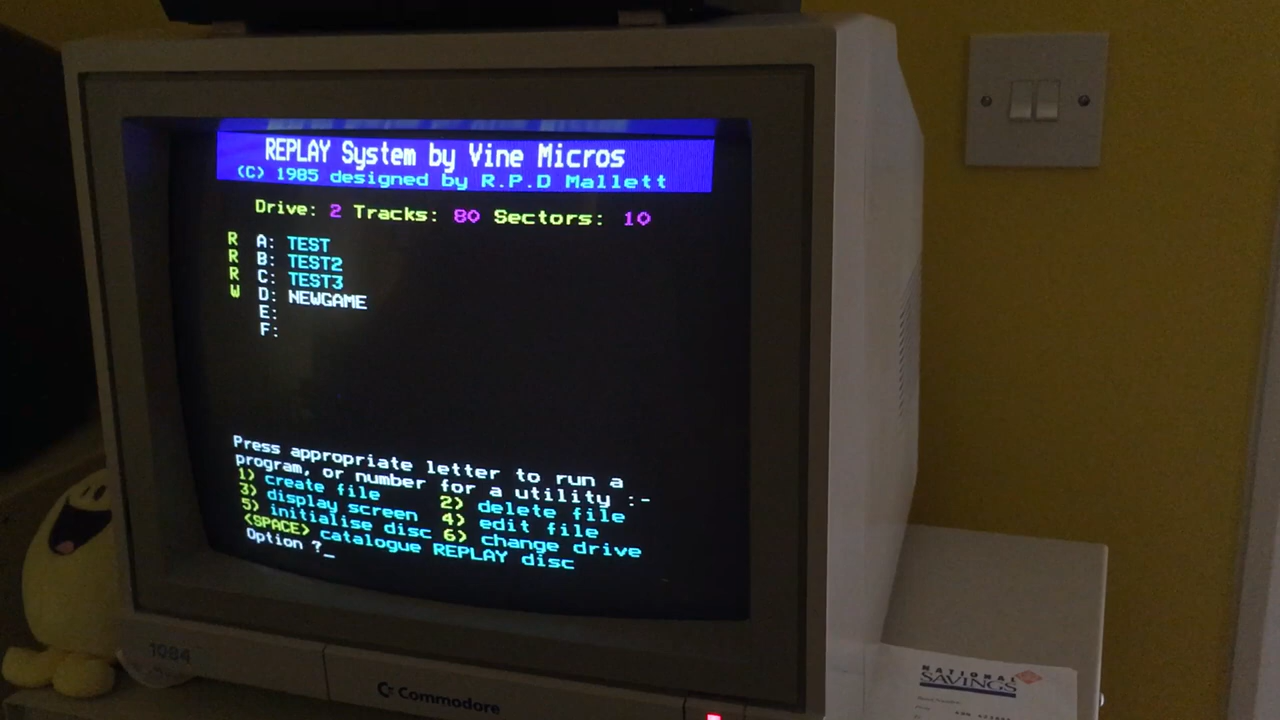 REPLAY System by Vine Micros
(C) 1985 designed by R.P.D Mallett
Drive: 2 Tracks: 80 Sectors: 10
R A: TEST
R B: TEST2
R C: TEST3
W D: NEWGAME
E:
F:
Press appropriate letter to run a
program, or number for a utility :-
1) create file 2) delete file
3) display screen 4) edit file
5) initialise disc 6) change drive
<SPACE> catalogue REPLAY disc
Option ?_
1084
Commodore
NATIONAL
SAVINGS